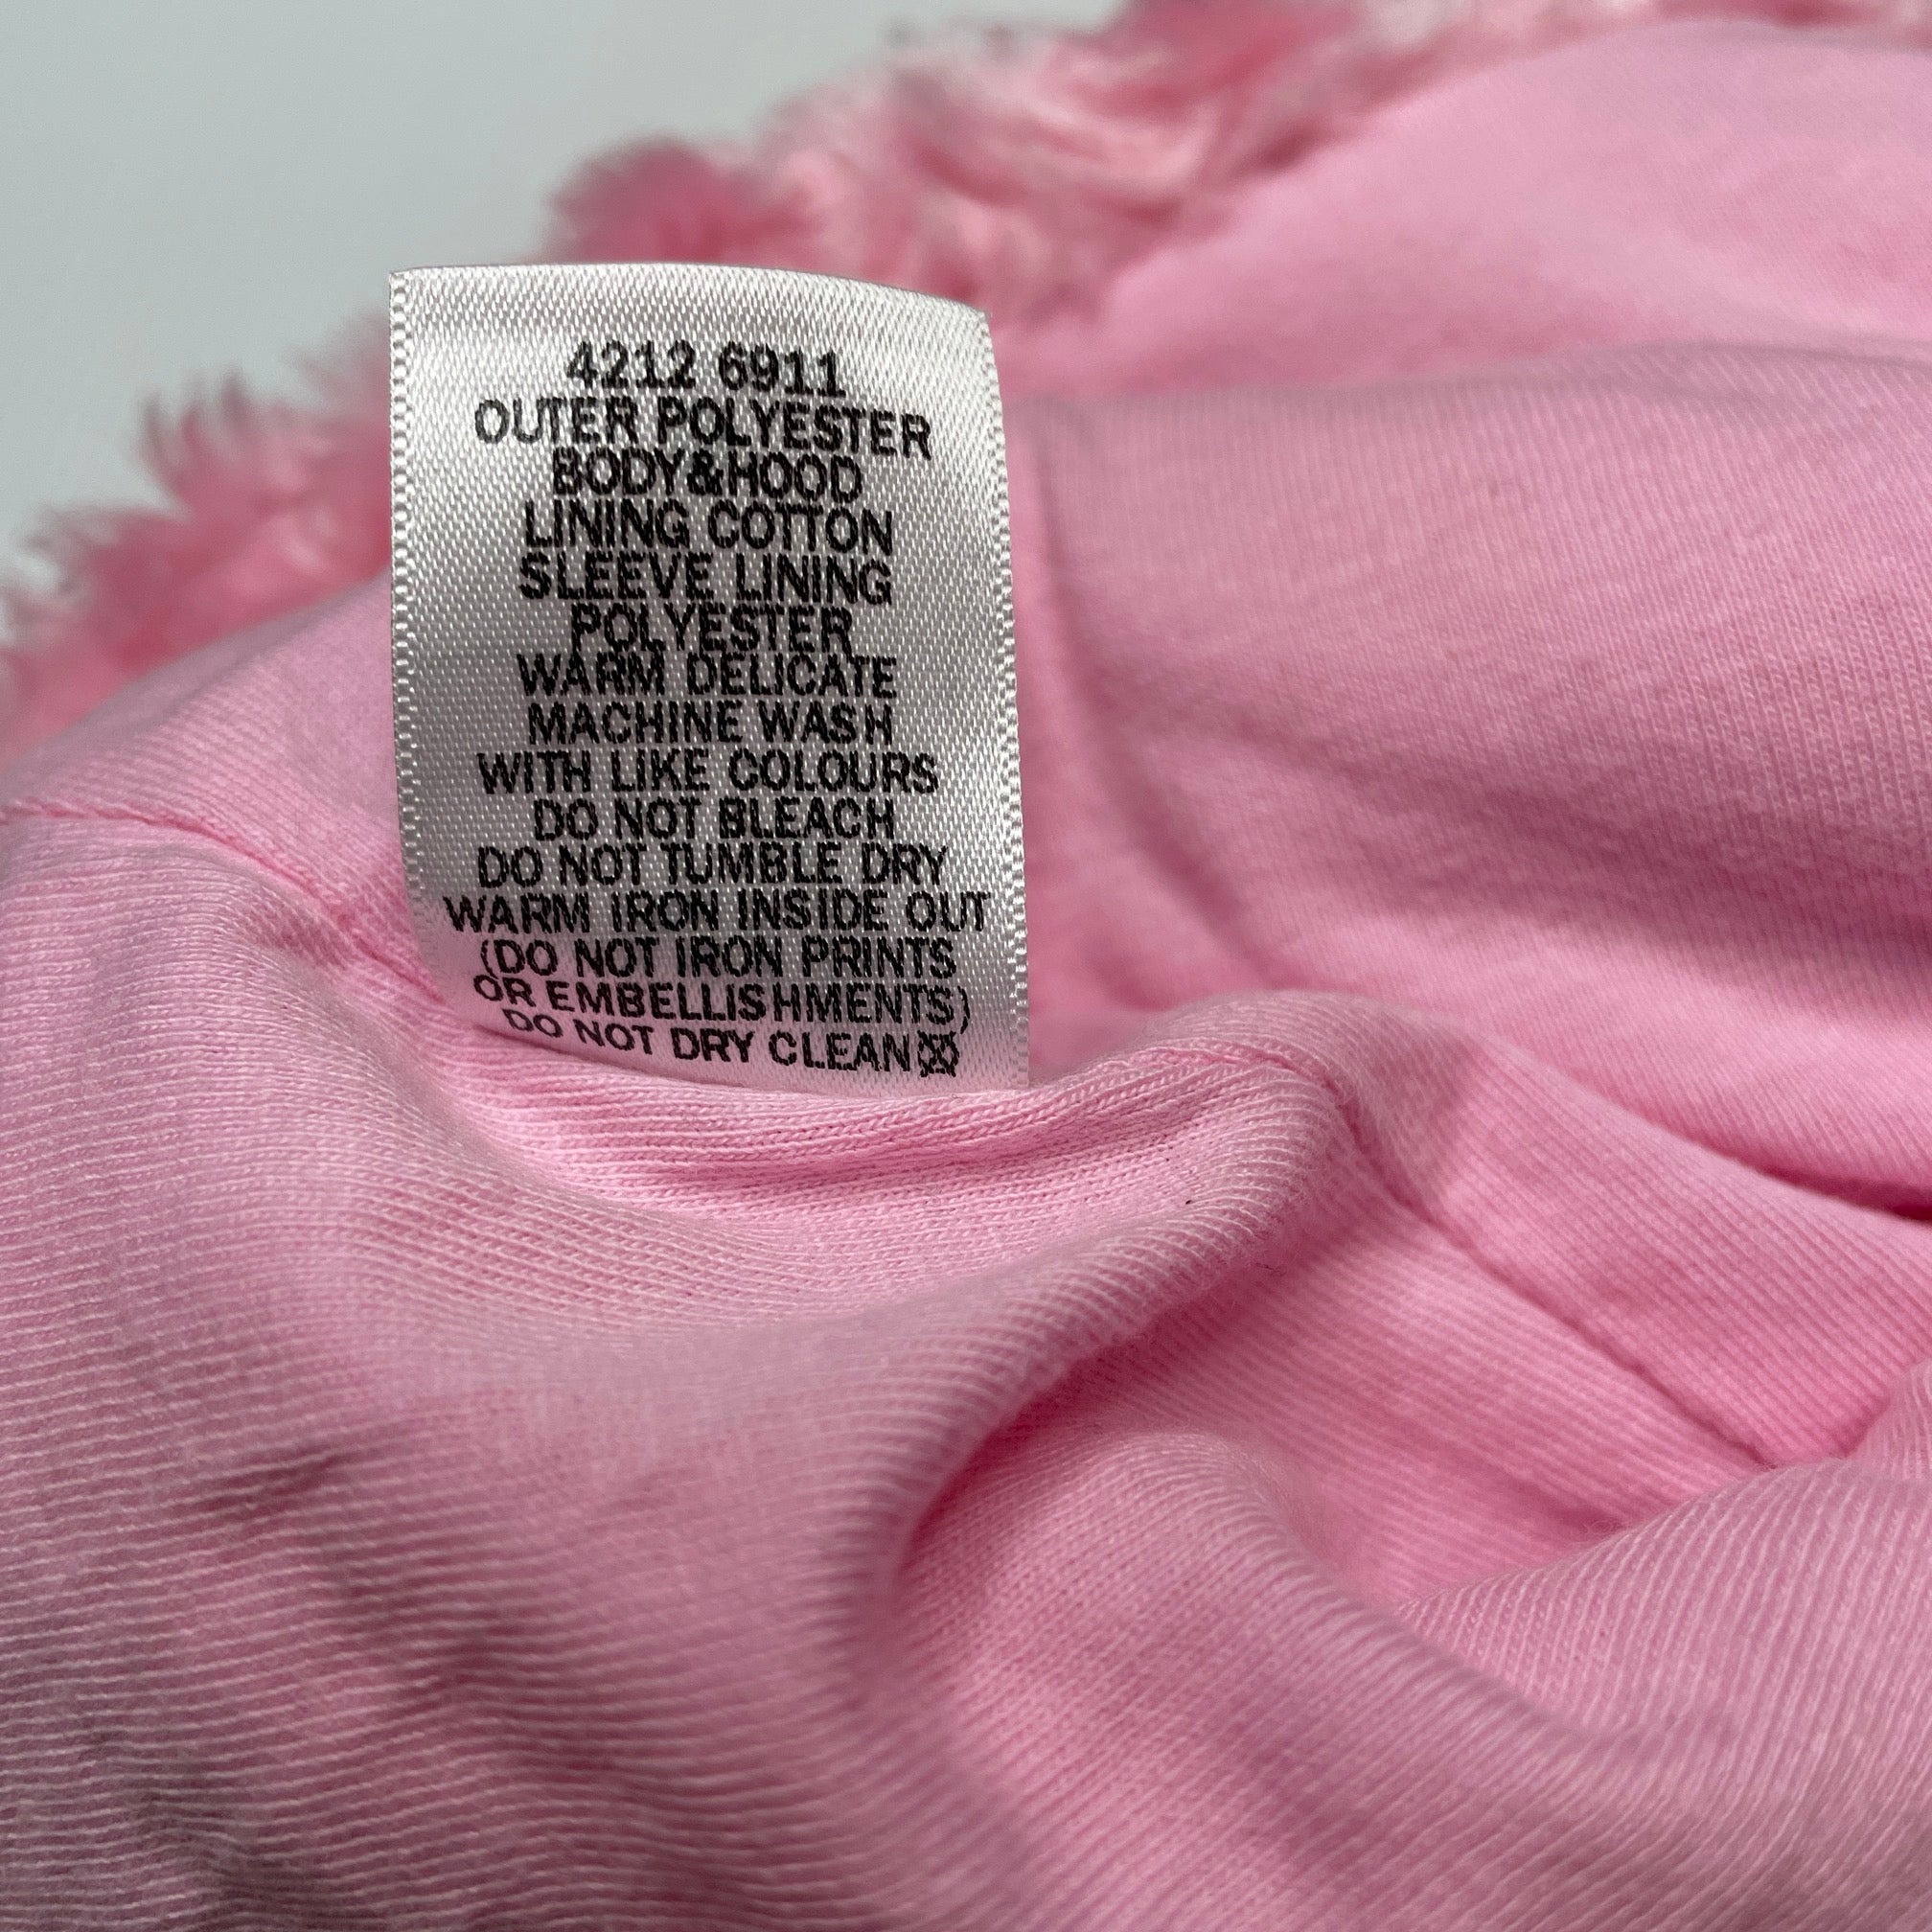 4212 6911
OUTER POLYESTER
BODY&HOOD
LINING COTTON
SLEEVE LINING
POLYESTER
WARM DELICATE
MACHINE WASH
WITH LIKE COLOURS
DO NOT BLEACH
DO NOT TUMBLE DRY
WARM IRON INSIDE OUT
(DO NOT IRON PRINTS
OR EMBELLISHMENTS)
DO NOT DRY CLEAN